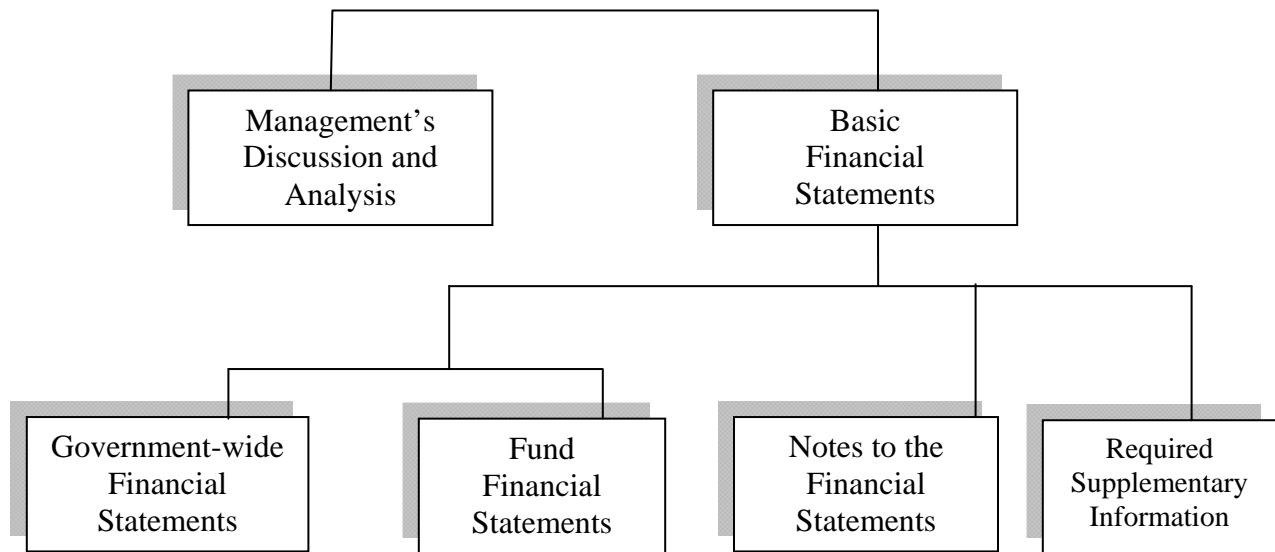 Management’s
Discussion and
Analysis
Basic
Financial
Statements
Government-wide
Financial
Statements
Fund
Financial
Statements
Notes to the
Financial
Statements
Required
Supplementary
Information